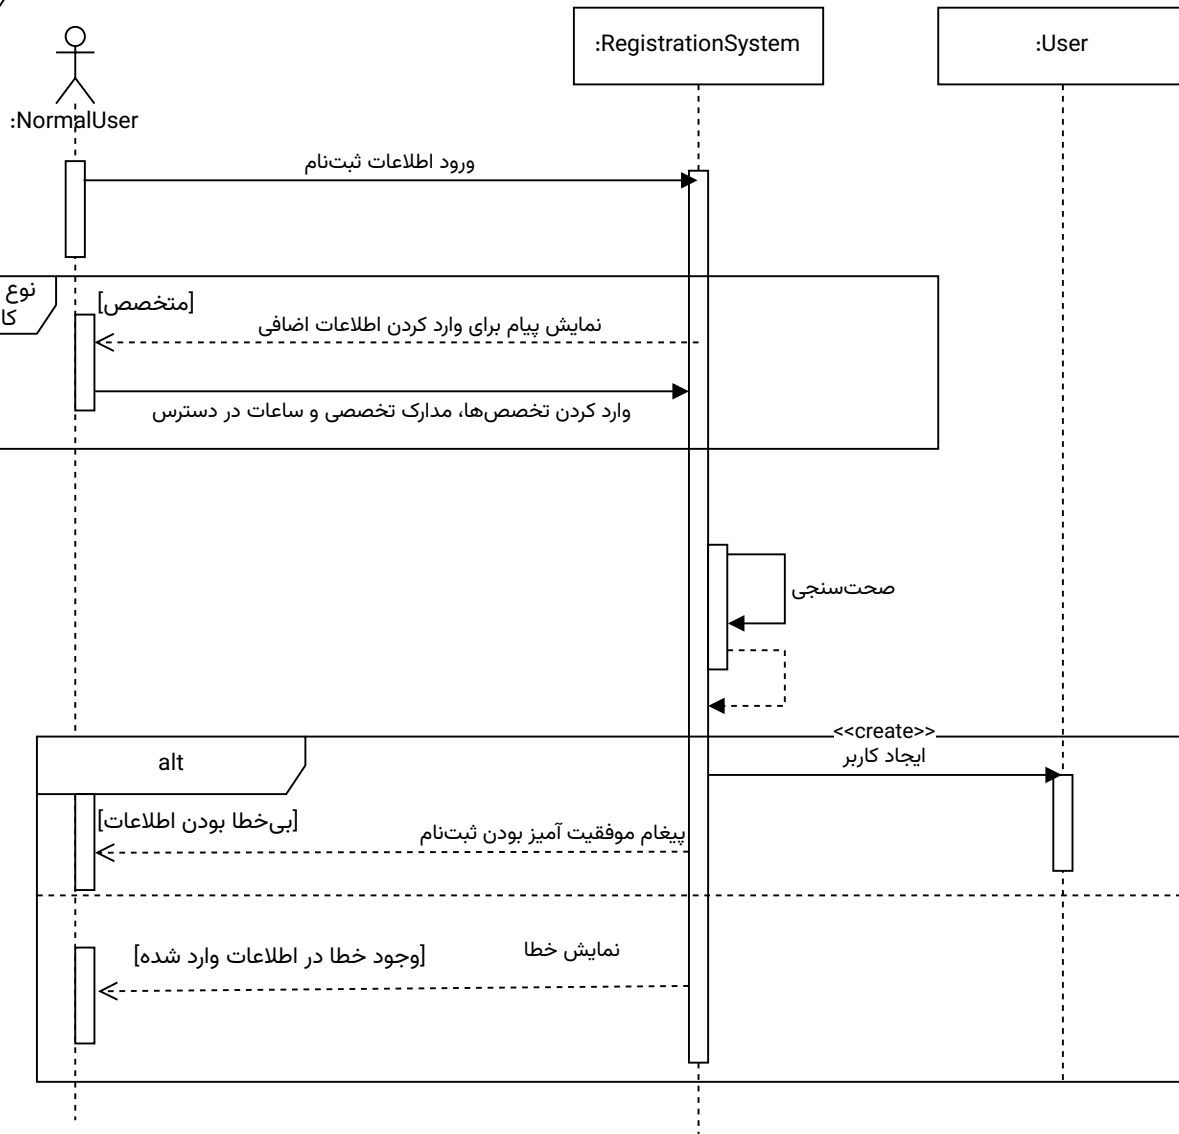 :RegistrationSystem
:User
:NormalUser
ورود اطلاعات ثبت‌نام
نوع
[متخصص]
نمایش پیام برای وارد کردن اطلاعات اضافی
وارد کردن تخصص‌ها، مدارک تخصصی و ساعات در دسترس
صحت‌سنجی
<<create>>
ایجاد کاربر
alt
[بی‌خطا بودن اطلاعات]
پیغام موفقیت آمیز بودن ثبت‌نام
نمایش خطا
[وجود خطا در اطلاعات وارد شده]